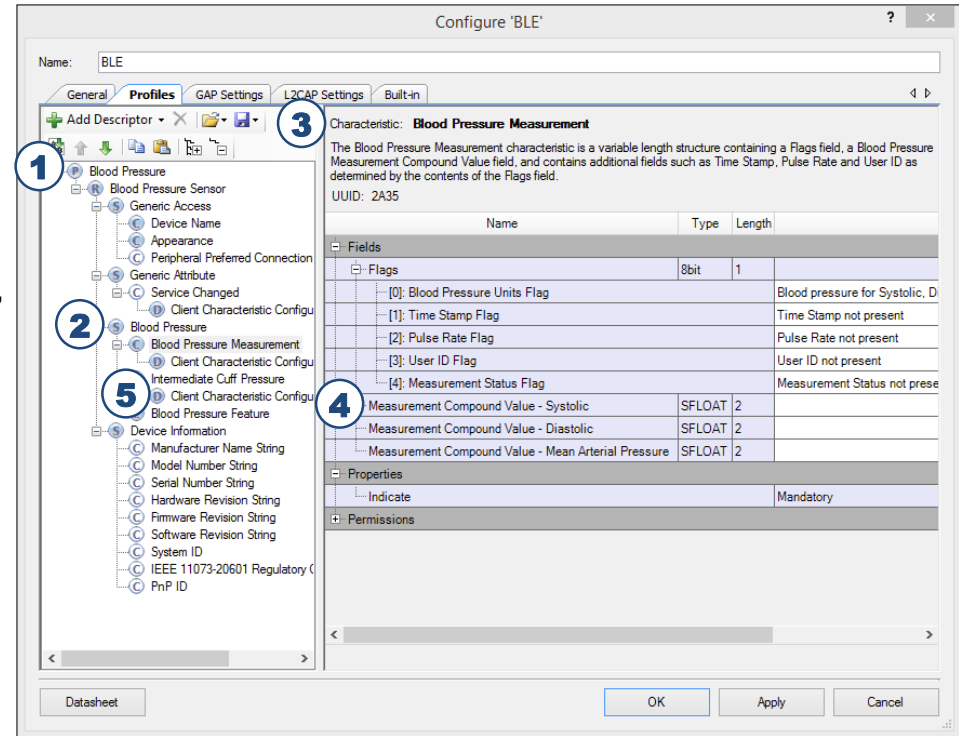 Configure 'BLE'
?
×
Name: BLE
General Profiles GAP Settings L2CAP Settings Built-in
Add Descriptor
1
P Blood Pressure
R Blood Pressure Sensor
S Generic Access
C Device Name
C Appearance
C Peripheral Preferred Connection
S Generic Attribute
C Service Changed
D Client Characteristic Configu
2
S Blood Pressure
C Blood Pressure Measurement
D Client Characteristic Configu
Intermediate Cuff Pressure
5
D Client Characteristic Configu
Blood Pressure Feature
S Device Information
C Manufacturer Name String
C Model Number String
C Serial Number String
C Hardware Revision String
C Firmware Revision String
C Software Revision String
C System ID
C IEEE 11073-20601 Regulatory
C PnP ID
3
Characteristic: Blood Pressure Measurement
The Blood Pressure Measurement characteristic is a variable length structure containing a Flags field, a Blood Pressure
Measurement Compound Value field, and contains additional fields such as Time Stamp, Pulse Rate and User ID as
determined by the contents of the Flags field.
UUID: 2A35
Name Type Length
Fields
Flags 8bit 1
[0]: Blood Pressure Units Flag Blood pressure for Systolic, D
[1]: Time Stamp Flag Time Stamp not present
[2]: Pulse Rate Flag Pulse Rate not present
[3]: User ID Flag User ID not present
[4]: Measurement Status Flag Measurement Status not prese
4
Measurement Compound Value - Systolic SFLOAT 2
Measurement Compound Value - Diastolic SFLOAT 2
Measurement Compound Value - Mean Arterial Pressure SFLOAT 2
Properties
Indicate Mandatory
Permissions
Datasheet OK Apply Cancel